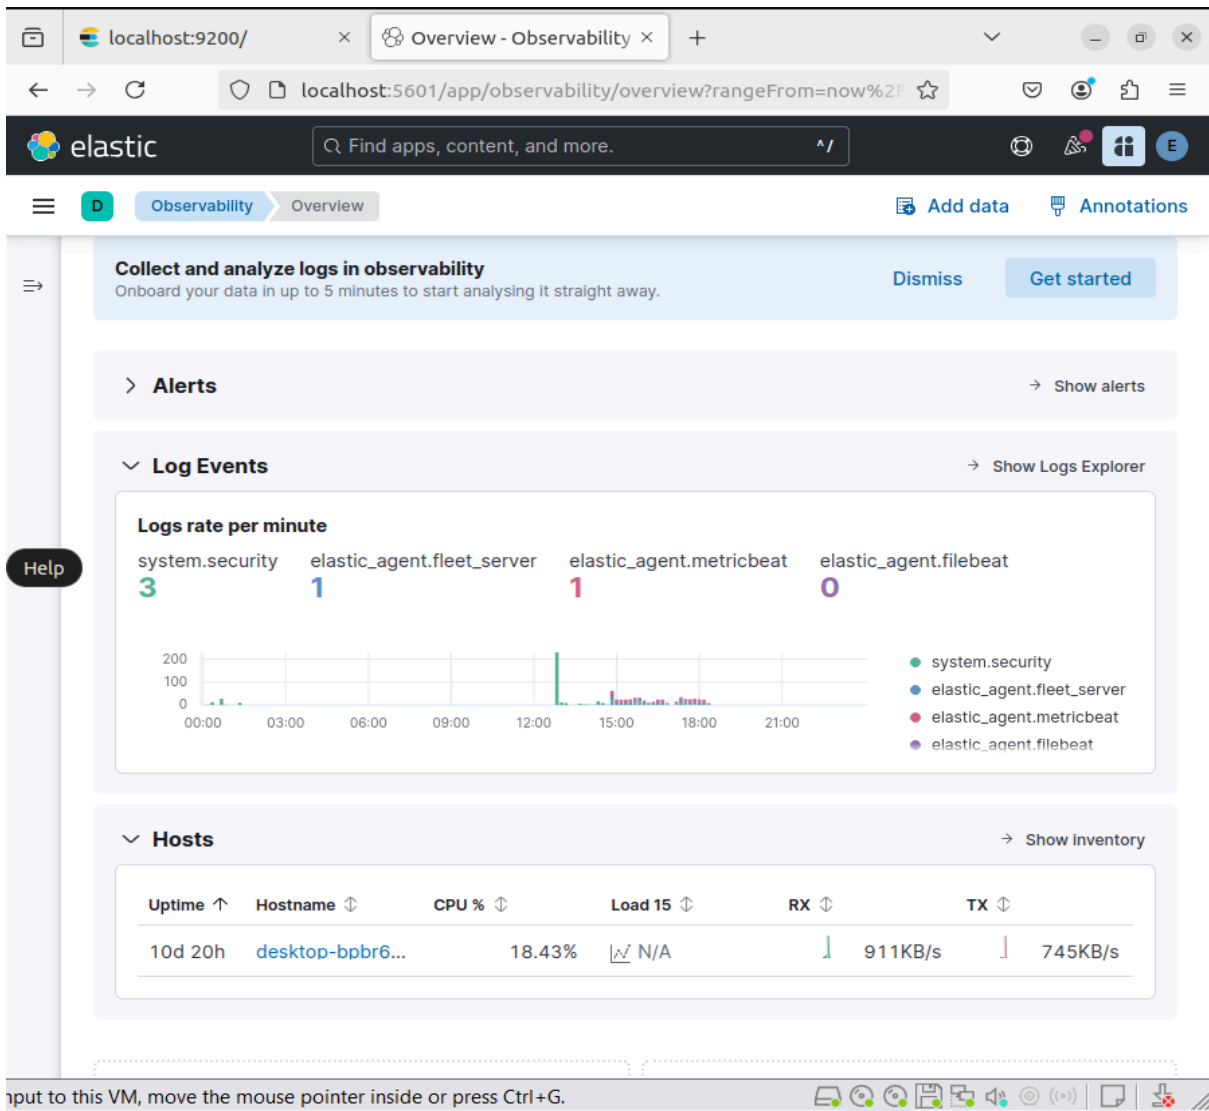 localhost:9200/
Overview - Observability
localhost:5601/app/observability/overview?rangeFrom=now%2F
elastic
Find apps, content, and more.
^/
E
D
Observability
Overview
Add data
Annotations
Collect and analyze logs in observability
Onboard your data in up to 5 minutes to start analysing it straight away.
Dismiss
Get started
Alerts
Show alerts
Log Events
Show Logs Explorer
Logs rate per minute
system.security
elastic_agent.fleet_server
elastic_agent.metricbeat
elastic_agent.filebeat
3
1
1
0
Help
200
100
0
00:00
03:00
06:00
09:00
12:00
15:00
18:00
21:00
system.security
elastic_agent.fleet_server
elastic_agent.metricbeat
elastic_agent.filebeat
Hosts
Show inventory
Uptime
Hostname
CPU %
Load 15
RX
TX
10d 20h
desktop-bpbr6...
18.43%
N/A
911KB/s
745KB/s
nput to this VM, move the mouse pointer inside or press Ctrl+G.